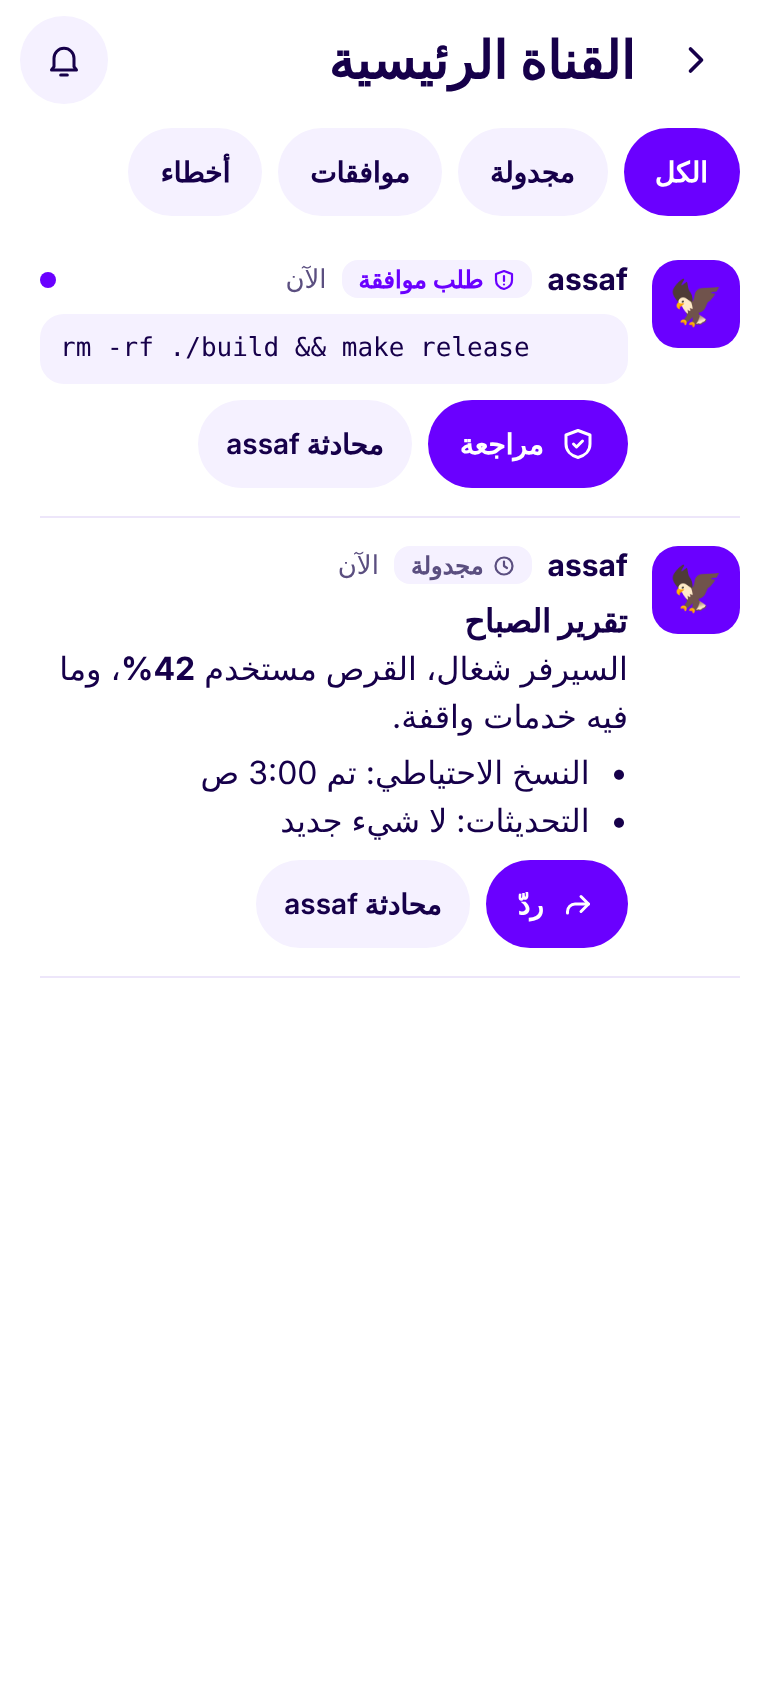 القناة الرئيسية
الكل
مجدولة
موافقات
أخطاء
assaf
طلب موافقة
الآن
rm -rf ./build && make release
مراجعة
محادثة assaf
assaf
مجدولة
الآن
تقرير الصباح
السيرفر شغال، القرص مستخدم 42%، وما
فيه خدمات واقفة.
• النسخ الاحتياطي: تم 3:00 ص
• التحديثات: لا شيء جديد
ردّ
محادثة assaf